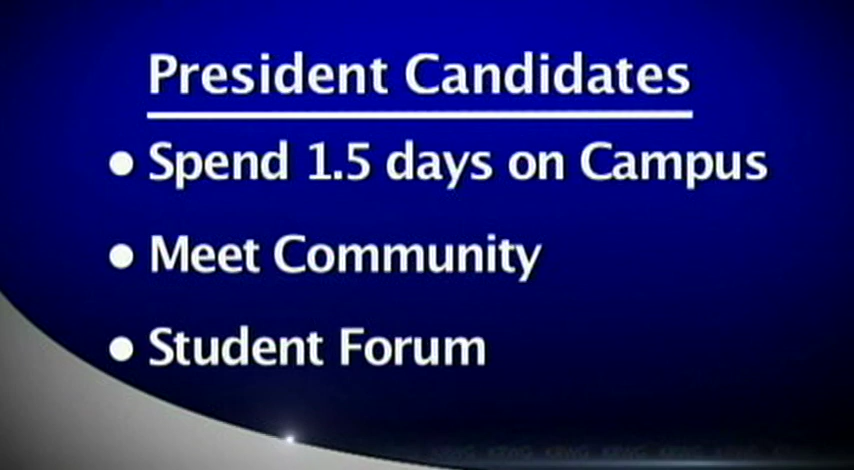 President Candidates
• Spend 1.5 days on Campus
• Meet Community
• Student Forum